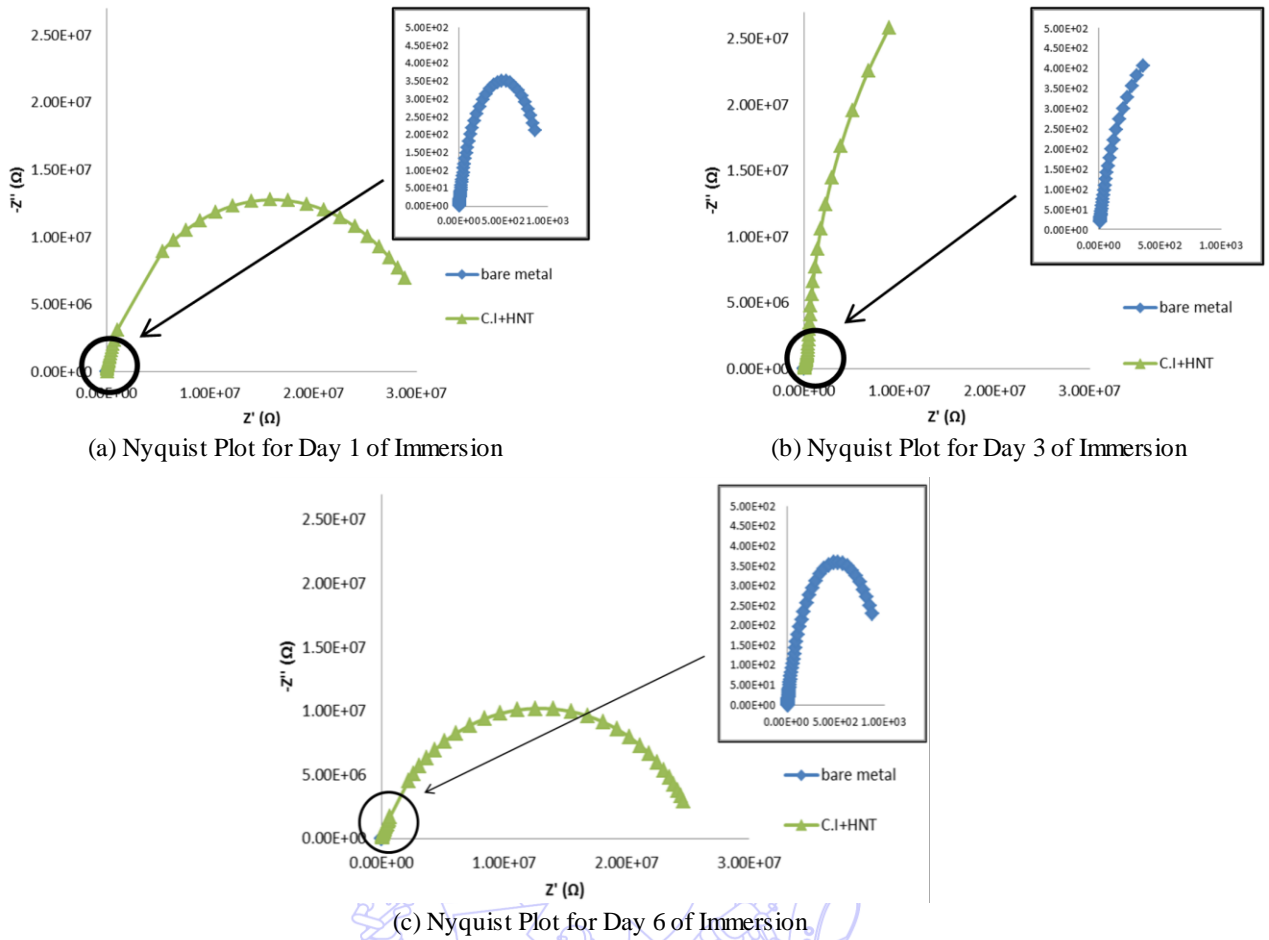 2.50E+07
2.00E+07
1.50E+07
1.00E+07
5.00E+06
0.00E+00
-Z'' (Ω)
0.00E+00 1.00E+07 2.00E+07 3.00E+07
Z' (Ω)
5.00E+02
4.50E+02
4.00E+02
3.50E+02
3.00E+02
2.50E+02
2.00E+02
1.50E+02
1.00E+02
5.00E+01
0.00E+00
0.00E+00 5.00E+02 1.00E+03
bare metal
C.I+HNT
(a) Nyquist Plot for Day 1 of Immersion
2.50E+07
2.00E+07
1.50E+07
1.00E+07
5.00E+06
0.00E+00
-Z'' (Ω)
0.00E+00 1.00E+07 2.00E+07 3.00E+07
Z' (Ω)
5.00E+02
4.50E+02
4.00E+02
3.50E+02
3.00E+02
2.50E+02
2.00E+02
1.50E+02
1.00E+02
5.00E+01
0.00E+00
0.00E+00 5.00E+02 1.00E+03
bare metal
C.I+HNT
(b) Nyquist Plot for Day 3 of Immersion
2.50E+07
2.00E+07
1.50E+07
1.00E+07
5.00E+06
0.00E+00
-Z'' (Ω)
0.00E+00 1.00E+07 2.00E+07 3.00E+07
Z' (Ω)
5.00E+02
4.50E+02
4.00E+02
3.50E+02
3.00E+02
2.50E+02
2.00E+02
1.50E+02
1.00E+02
5.00E+01
0.00E+00
0.00E+00 5.00E+02 1.00E+03
bare metal
C.I+HNT
(c) Nyquist Plot for Day 6 of Immersion